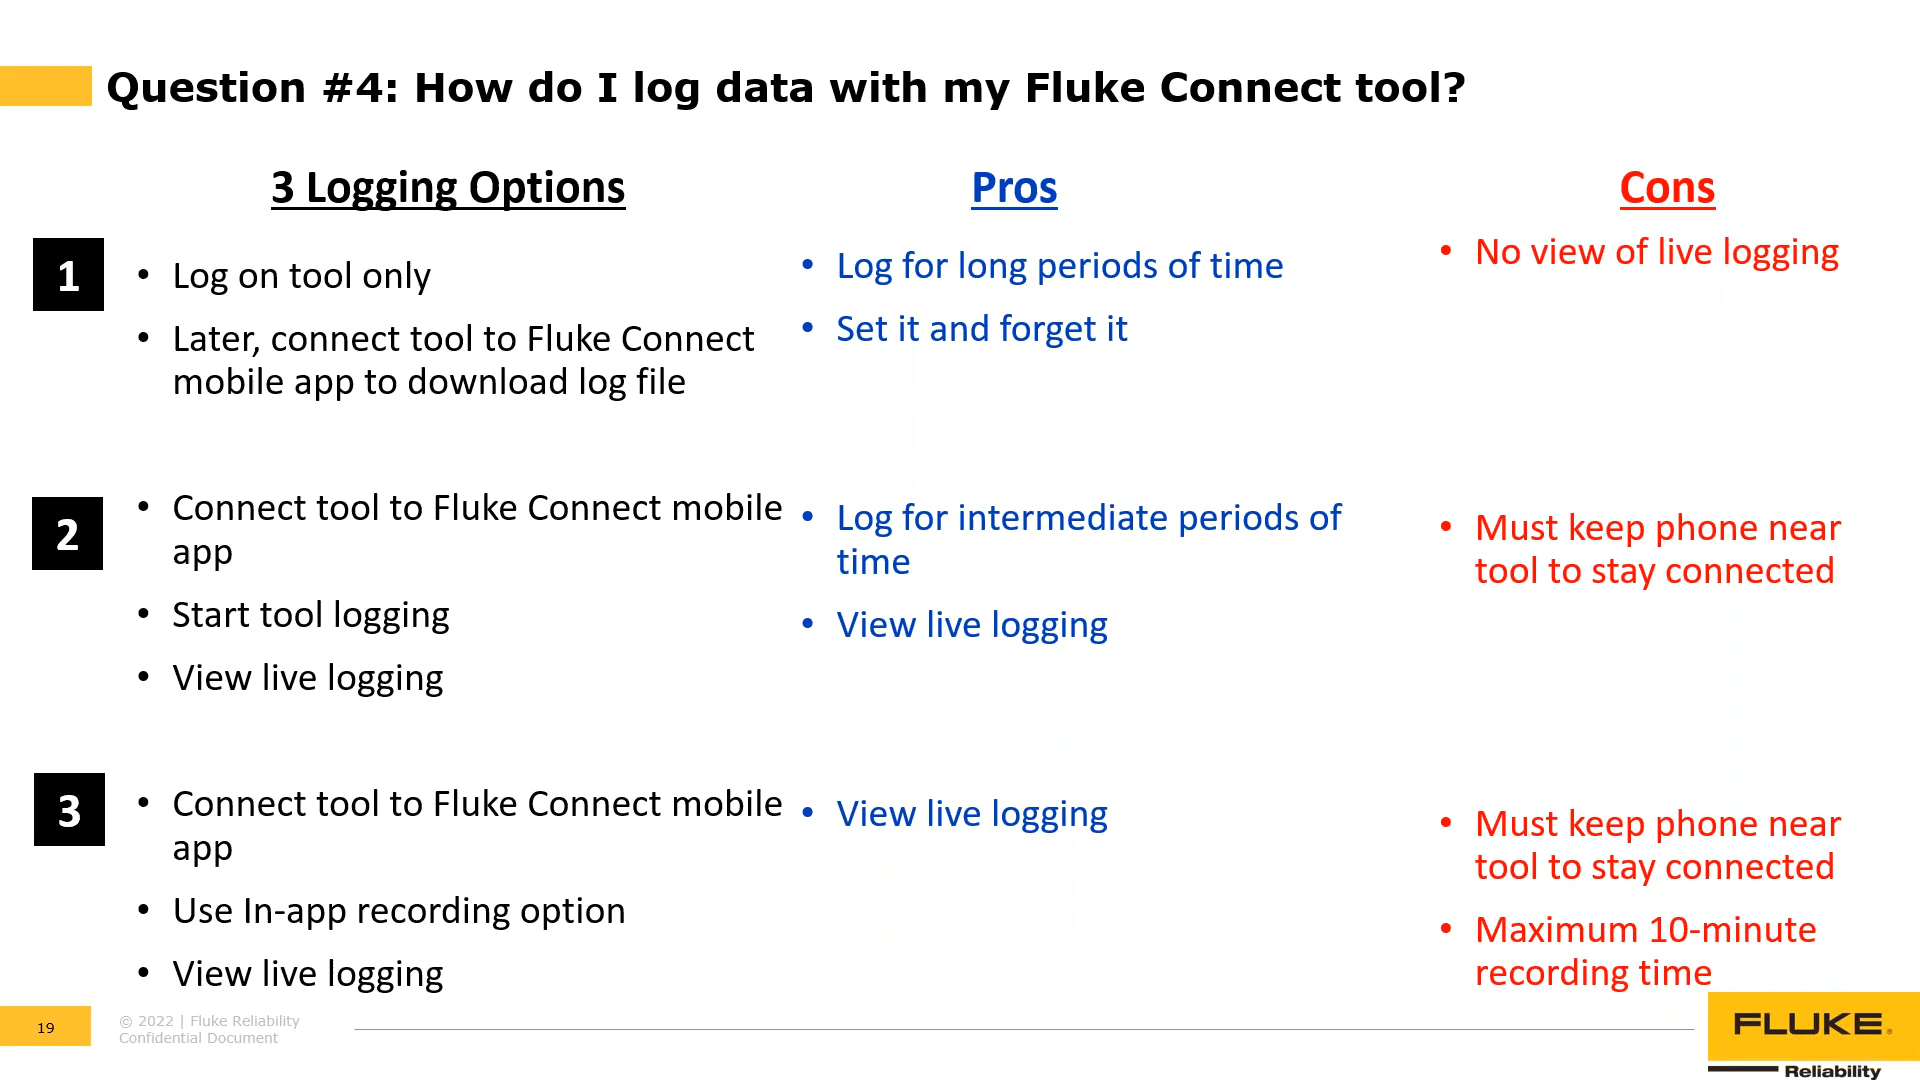 Question #4: How do I log data with my Fluke Connect tool?
3 Logging Options
Pros
Cons
1
• Log on tool only
• Later, connect tool to Fluke Connect
mobile app to download log file
• Log for long periods of time
• Set it and forget it
• No view of live logging
2
• Connect tool to Fluke Connect mobile
app
• Start tool logging
• View live logging
• Log for intermediate periods of
time
• View live logging
• Must keep phone near
tool to stay connected
3
• Connect tool to Fluke Connect mobile
app
• Use In-app recording option
• View live logging
• View live logging
• Must keep phone near
tool to stay connected
• Maximum 10-minute
recording time
19
© 2022 | Fluke Reliability
Confidential Document
FLUKE®
Reliability